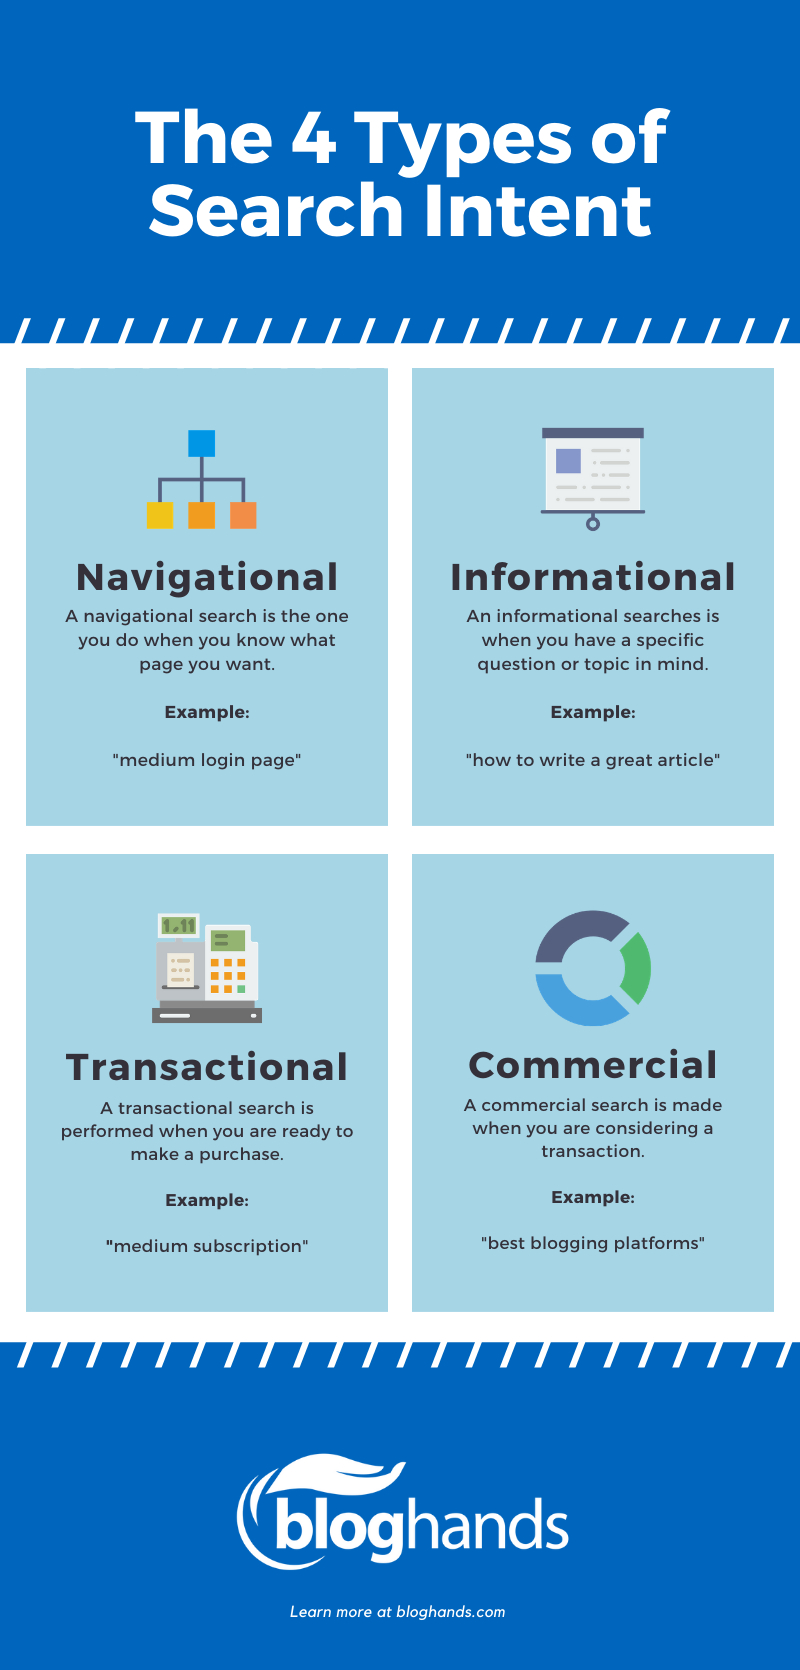 The 4 Types of
Search Intent
Navigational
A navigational search is the one
you do when you know what
page you want.
Example:
"medium login page"
Informational
An informational searches is
when you have a specific
question or topic in mind.
Example:
"how to write a great article"
1.11
Transactional
A transactional search is
performed when you are ready to
make a purchase.
Example:
"medium subscription"
Commercial
A commercial search is made
when you are considering a
transaction.
Example:
"best blogging platforms"
bloghands
Learn more at bloghands.com